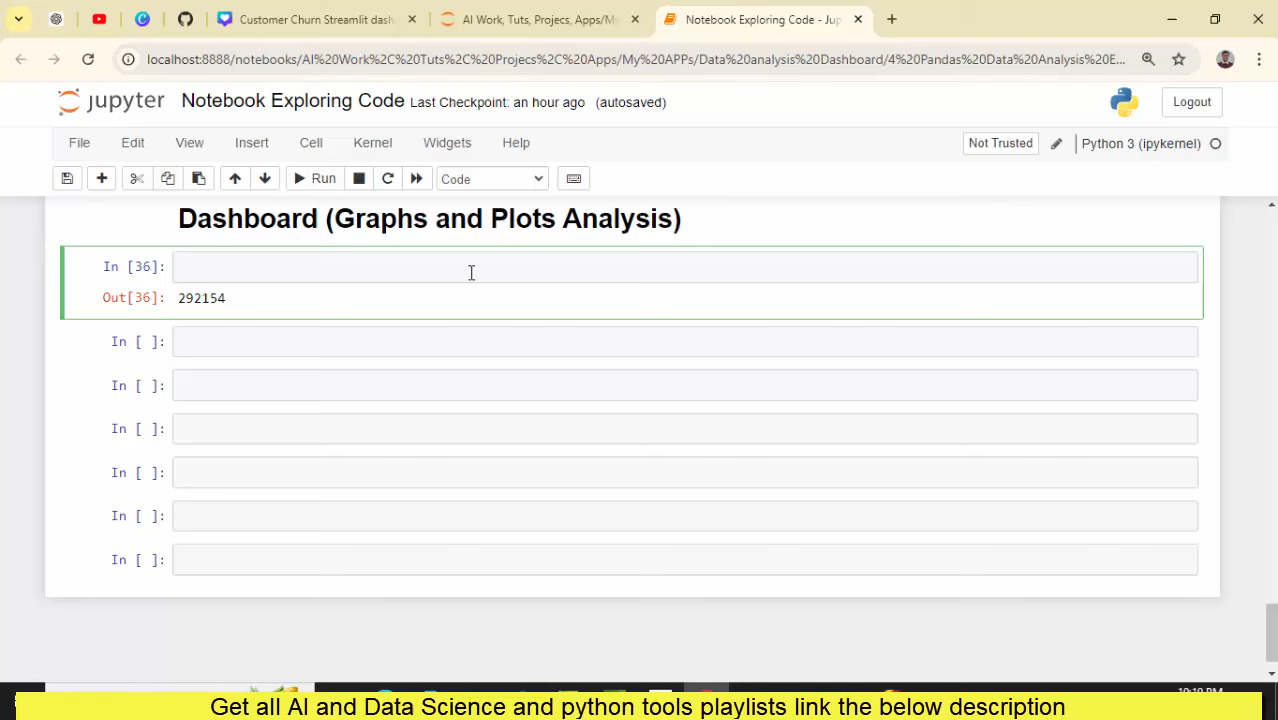 Customer Churn Streamlit dash
AI Work, Tuts, Projecs, Apps/My
Notebook Exploring Code - Jup
localhost:8888/notebooks/AI%20Work%2C%20Tuts%2C%20Projecs%2C%20Apps/My%20APPs/Data%20analysis%20Dashboard/4%20Pandas%20Data%20Analysis%20E...
jupyter Notebook Exploring Code Last Checkpoint: an hour ago (autosaved)
Logout
File Edit View Insert Cell Kernel Widgets Help
Not Trusted Python 3 (ipykernel)
Run Code
Dashboard (Graphs and Plots Analysis)
In [36]:
Out[36]: 292154
In [ ]:
In [ ]:
In [ ]:
In [ ]:
In [ ]:
In [ ]:
Get all AI and Data Science and python tools playlists link the below description